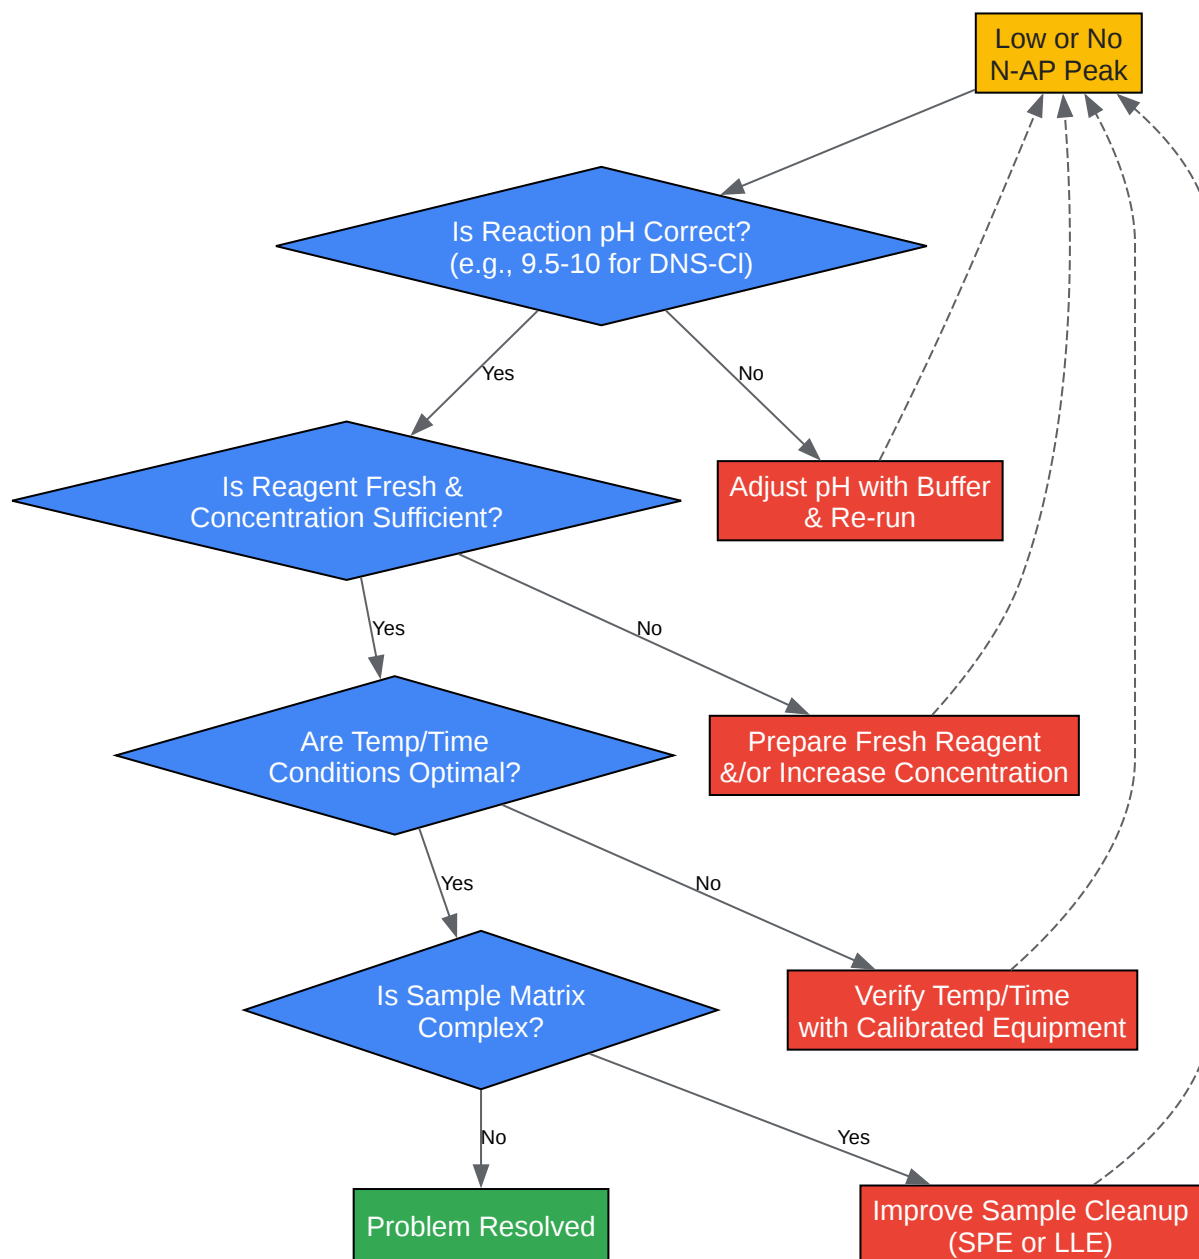 Low or No
N-AP Peak
Is Reaction pH Correct?
(e.g., 9.5-10 for DNS-Cl)
Yes
No
Is Reagent Fresh &
Concentration Sufficient?
Adjust pH with Buffer
& Re-run
Yes
No
Are Temp/Time
Conditions Optimal?
Prepare Fresh Reagent
&/or Increase Concentration
Yes
No
Is Sample Matrix
Complex?
Verify Temp/Time
with Calibrated Equipment
No
Yes
Problem Resolved
Improve Sample Cleanup
(SPE or LLE)